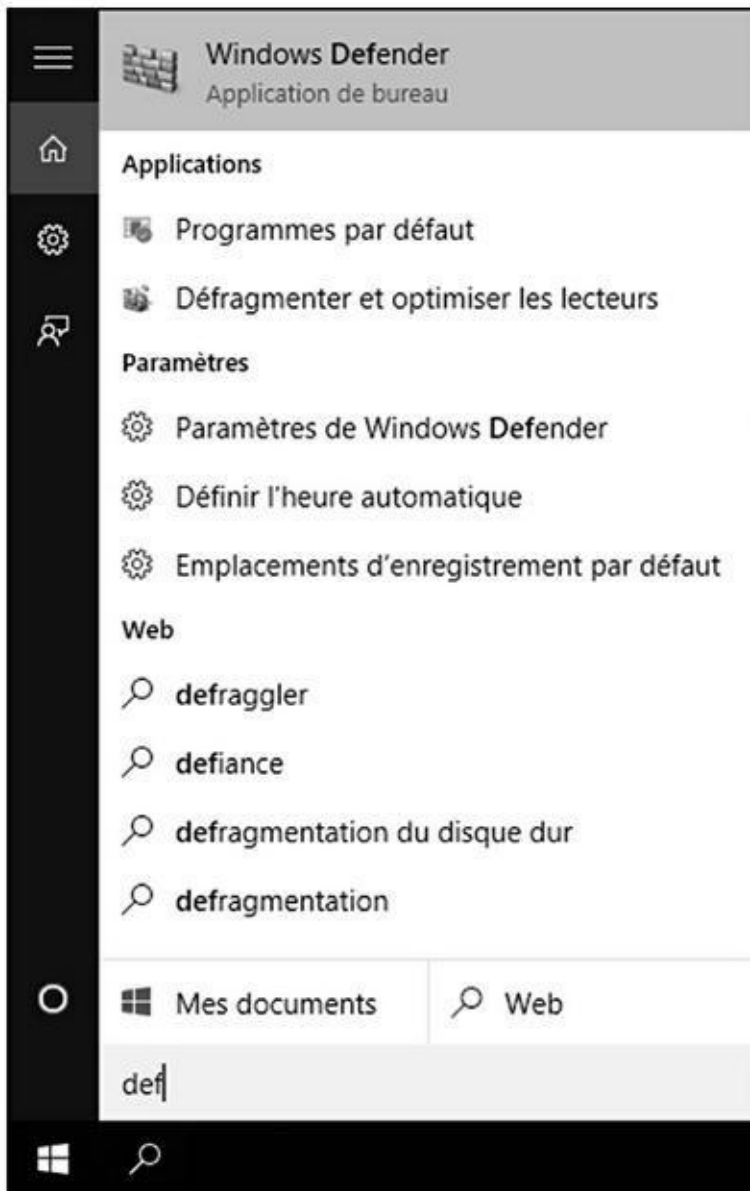 Windows Defender
Application de bureau
Applications
Programmes par défaut
Défragmenter et optimiser les lecteurs
Paramètres
Paramètres de Windows Defender
Définir l'heure automatique
Emplacements d'enregistrement par défaut
Web
defraggler
defiance
defragmentation du disque dur
defragmentation
Mes documents
Web
def